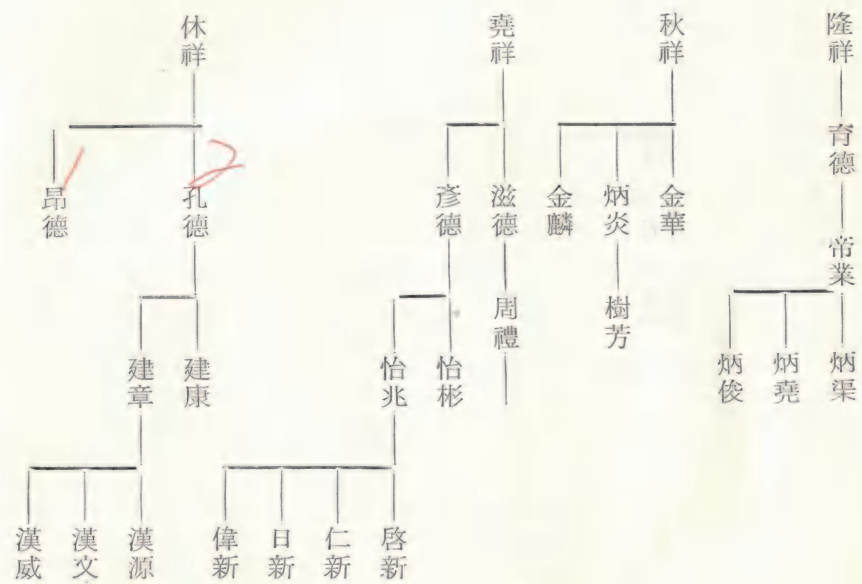 隆祥
育德
帝業
炳渠
炳堯
炳俊
秋祥
金華
炳炎
金麟
樹芳
堯祥
滋德
彥德
周禮
怡彬
怡兆
啓新
仁新
日新
偉新
休祥
孔德
昂德
2
1
建康
建章
漢源
漢文
漢威